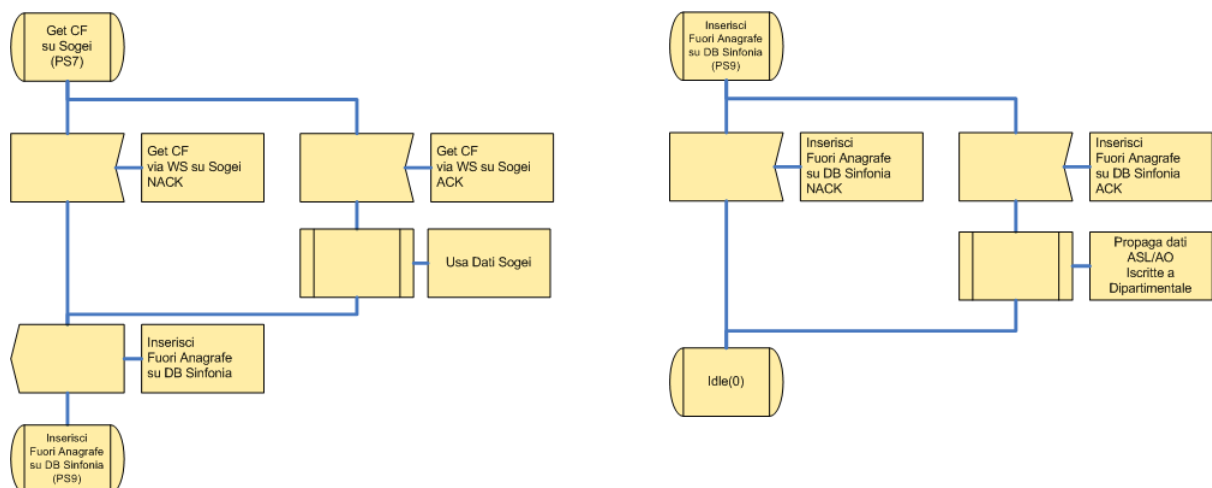 Get CF
su Sogei
(PS7)
Get CF
via WS su Sogei
NACK
Get CF
via WS su Sogei
ACK
Usa Dati Sogei
Inserisci
Fuori Anagrafe
su DB Sinfonia
Inserisci
Fuori Anagrafe
su DB Sinfonia
(PS9)
Inserisci
Fuori Anagrafe
su DB Sinfonia
(PS9)
Inserisci
Fuori Anagrafe
su DB Sinfonia
NACK
Inserisci
Fuori Anagrafe
su DB Sinfonia
ACK
Propaga dati
ASL/AO
Iscritte a
Dipartimentale
Idle(0)